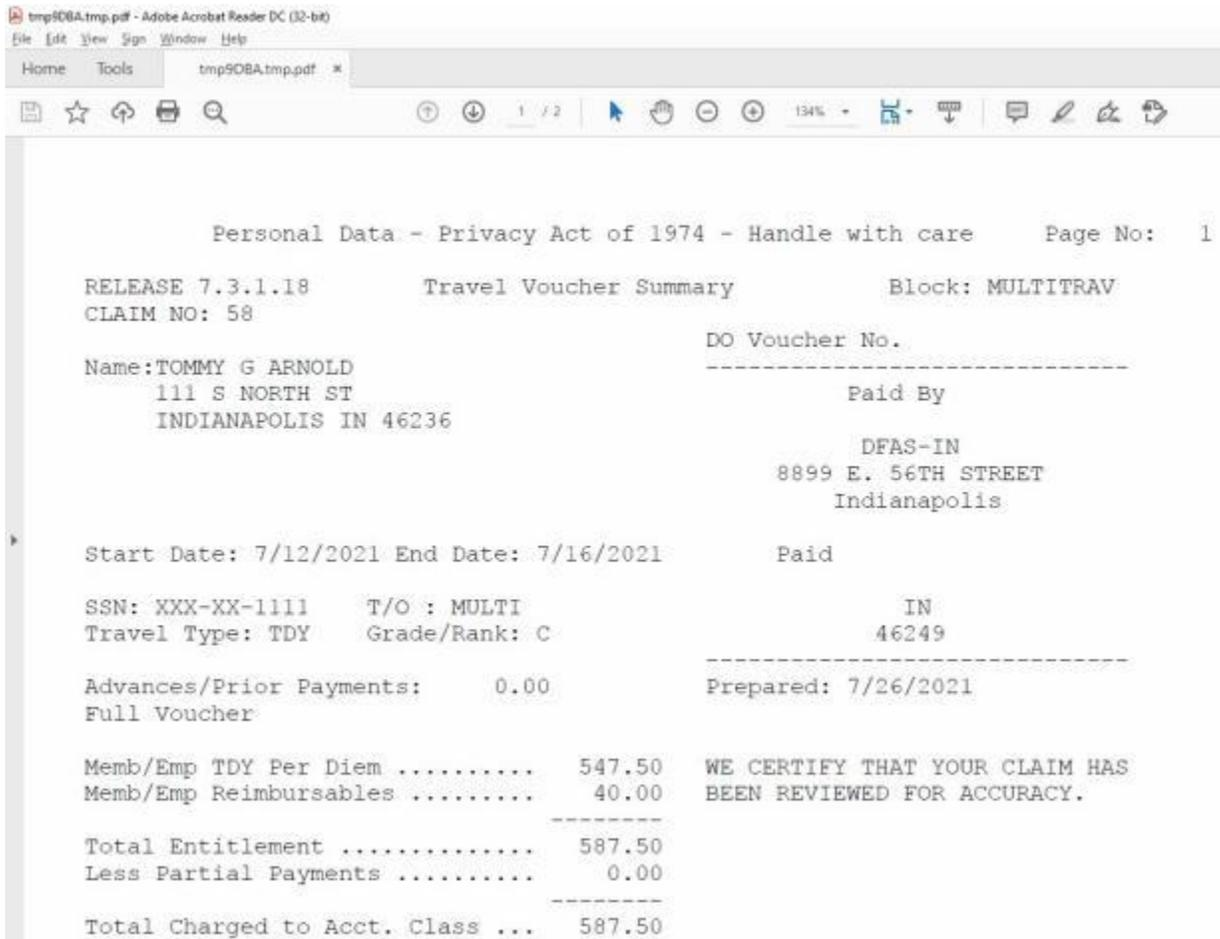 tmp9DBA.tmp.pdf - Adobe Acrobat Reader DC (32-bit)
File Edit View Sign Window Help
Home Tools tmp9DBA.tmp.pdf ×
1 / 2 134%
Personal Data - Privacy Act of 1974 - Handle with care Page No: 1
RELEASE 7.3.1.18 Travel Voucher Summary Block: MULTITRAV
CLAIM NO: 58
DO Voucher No.
Name:TOMMY G ARNOLD ------------------------------
111 S NORTH ST Paid By
INDIANAPOLIS IN 46236
DFAS-IN
8899 E. 56TH STREET
Indianapolis
Start Date: 7/12/2021 End Date: 7/16/2021 Paid
SSN: XXX-XX-1111 T/O : MULTI IN
Travel Type: TDY Grade/Rank: C 46249
------------------------------
Advances/Prior Payments: 0.00 Prepared: 7/26/2021
Full Voucher
Memb/Emp TDY Per Diem .......... 547.50 WE CERTIFY THAT YOUR CLAIM HAS
Memb/Emp Reimbursables ......... 40.00 BEEN REVIEWED FOR ACCURACY.
--------
Total Entitlement .............. 587.50
Less Partial Payments .......... 0.00
--------
Total Charged to Acct. Class ... 587.50